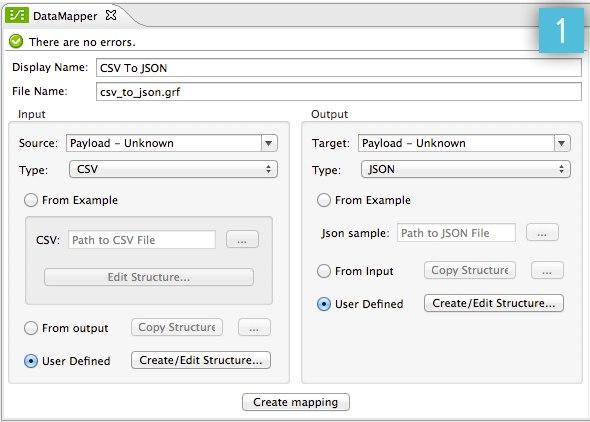 DataMapper
1
There are no errors.
Display Name: CSV To JSON
File Name: csv_to_json.grf
Input
Source: Payload – Unknown
Type: CSV
From Example
CSV: Path to CSV File ...
Edit Structure...
From output Copy Structure ...
User Defined Create/Edit Structure...
Output
Target: Payload – Unknown
Type: JSON
From Example
Json sample: Path to JSON File ...
From Input Copy Structure ...
User Defined Create/Edit Structure...
Create mapping